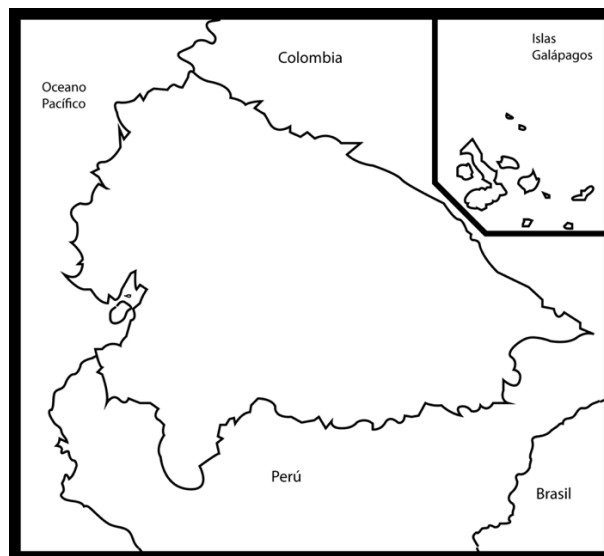 Colombia
Islas
Galápagos
Oceano
Pacífico
Perú
Brasil